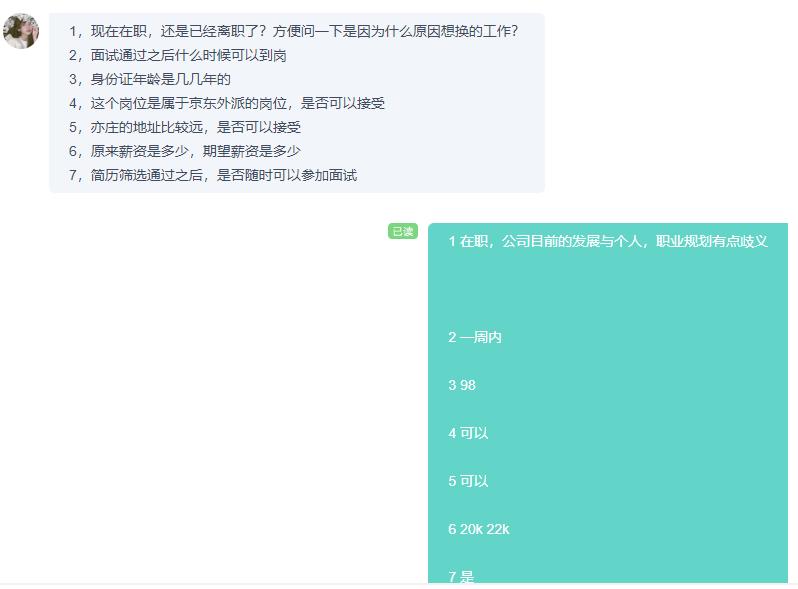 1，现在在职，还是已经离职了？方便问一下是因为什么原因想换的工作？
2，面试通过之后什么时候可以到岗
3，身份证年龄是几几年的
4，这个岗位是属于京东外派的岗位，是否可以接受
5，亦庄的地址比较远，是否可以接受
6，原来薪资是多少，期望薪资是多少
7，简历筛选通过之后，是否随时可以参加面试
已读
1 在职，公司目前的发展与个人，职业规划有点歧义
2 一周内
3 98
4 可以
5 可以
6 20k 22k
7 是